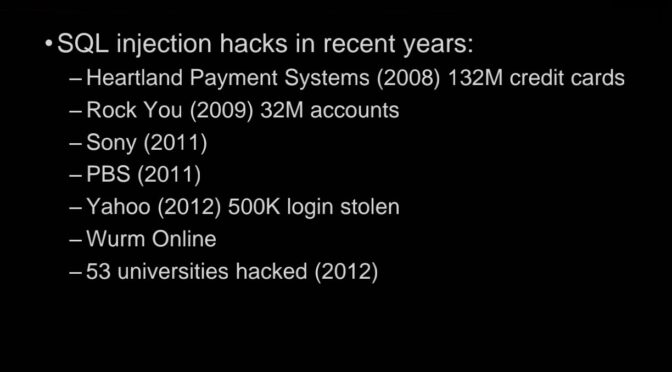 • SQL injection hacks in recent years:
– Heartland Payment Systems (2008) 132M credit cards
– Rock You (2009) 32M accounts
– Sony (2011)
– PBS (2011)
– Yahoo (2012) 500K login stolen
– Wurm Online
– 53 universities hacked (2012)